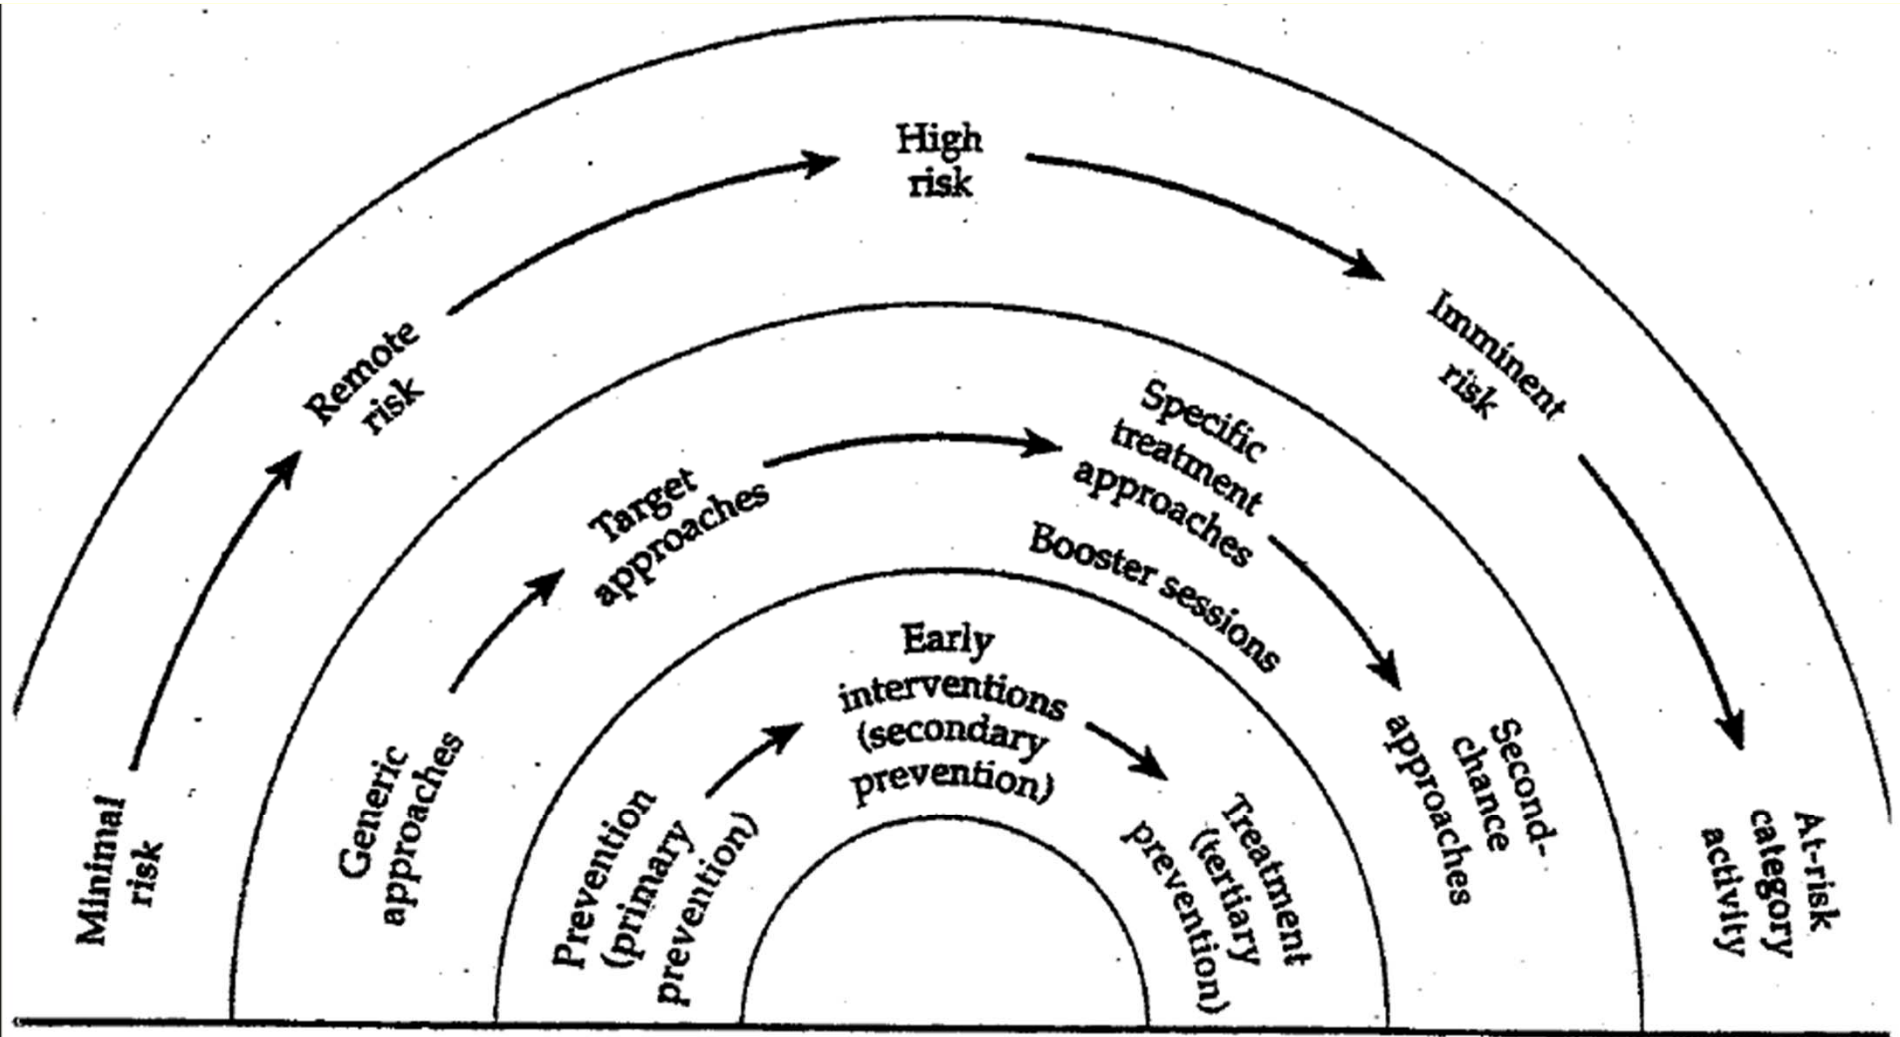 High
risk
Remote
risk
Imminent
risk
Minimal
risk
At-risk
category
activity
Specific
treatment
approaches
Target
approaches
Booster sessions
Generic
approaches
Second-
chance
approaches
Early
interventions
(secondary
prevention)
Prevention
(primary
prevention)
Treatment
(tertiary
prevention)